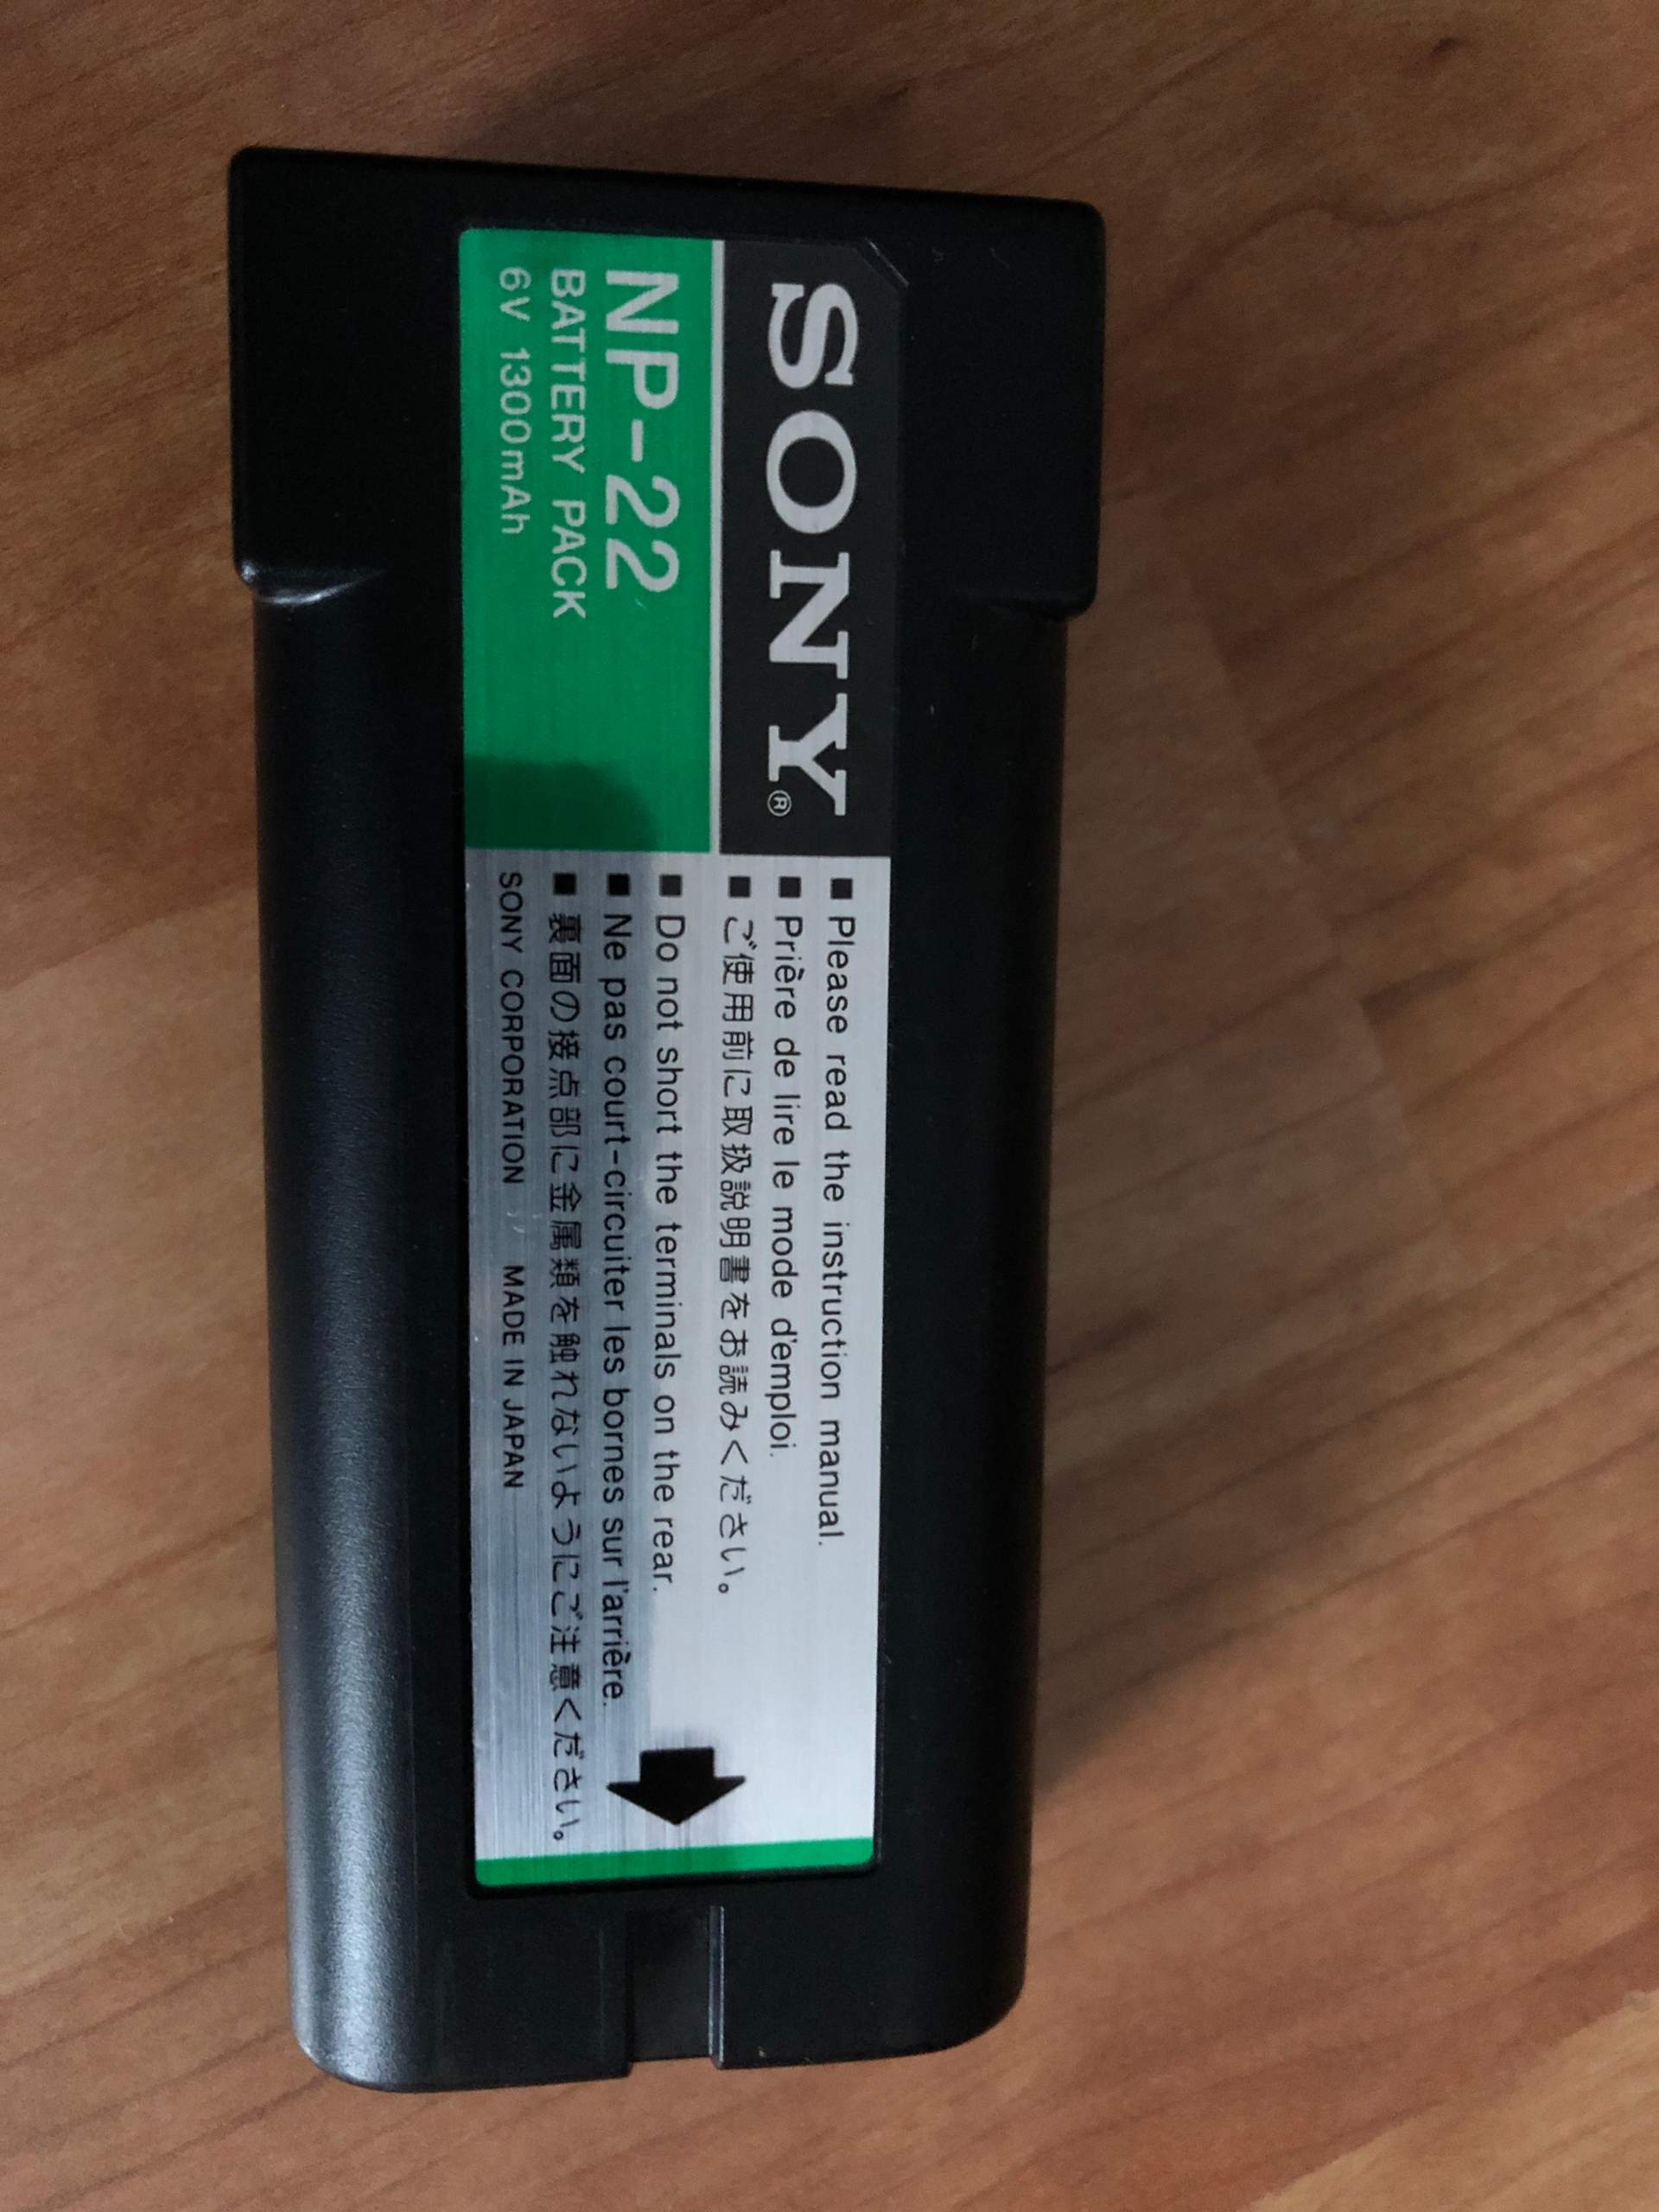 SONY®
NP-22
BATTERY PACK
6V 1300mAh
■ Please read the instruction manual.
■ Prière de lire le mode d'emploi.
■ ご使用前に取扱説明書をお読みください。
■ Do not short the terminals on the rear.
■ Ne pas court-circuiter les bornes sur l'arrière.
■ 裏面の接点部に金属類を触れないようにご注意ください。
SONY CORPORATION MADE IN JAPAN